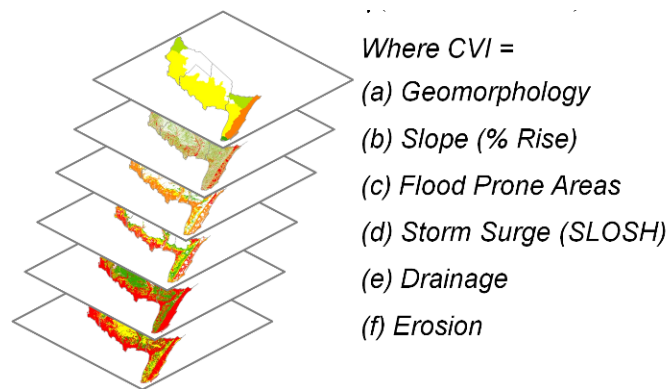 Where CVI =
(a) Geomorphology
(b) Slope (% Rise)
(c) Flood Prone Areas
(d) Storm Surge (SLOSH)
(e) Drainage
(f) Erosion